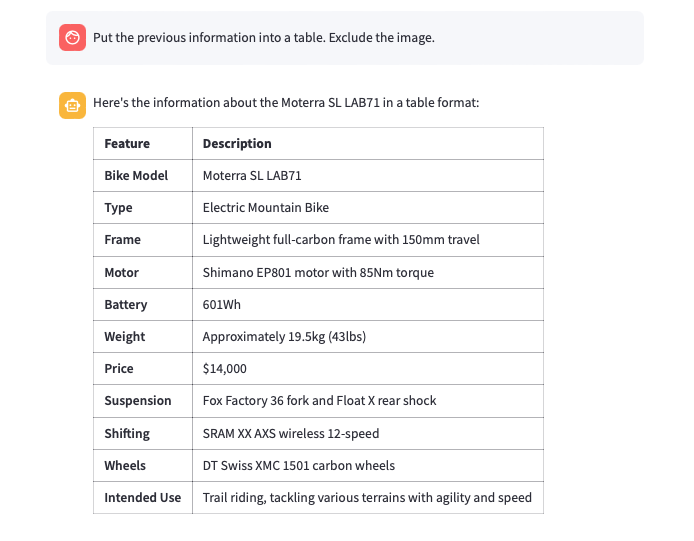 Put the previous information into a table. Exclude the image.
Here's the information about the Moterra SL LAB71 in a table format:
Feature Description
Bike Model Moterra SL LAB71
Type Electric Mountain Bike
Frame Lightweight full-carbon frame with 150mm travel
Motor Shimano EP801 motor with 85Nm torque
Battery 601Wh
Weight Approximately 19.5kg (43lbs)
Price $14,000
Suspension Fox Factory 36 fork and Float X rear shock
Shifting SRAM XX AXS wireless 12-speed
Wheels DT Swiss XMC 1501 carbon wheels
Intended Use Trail riding, tackling various terrains with agility and speed